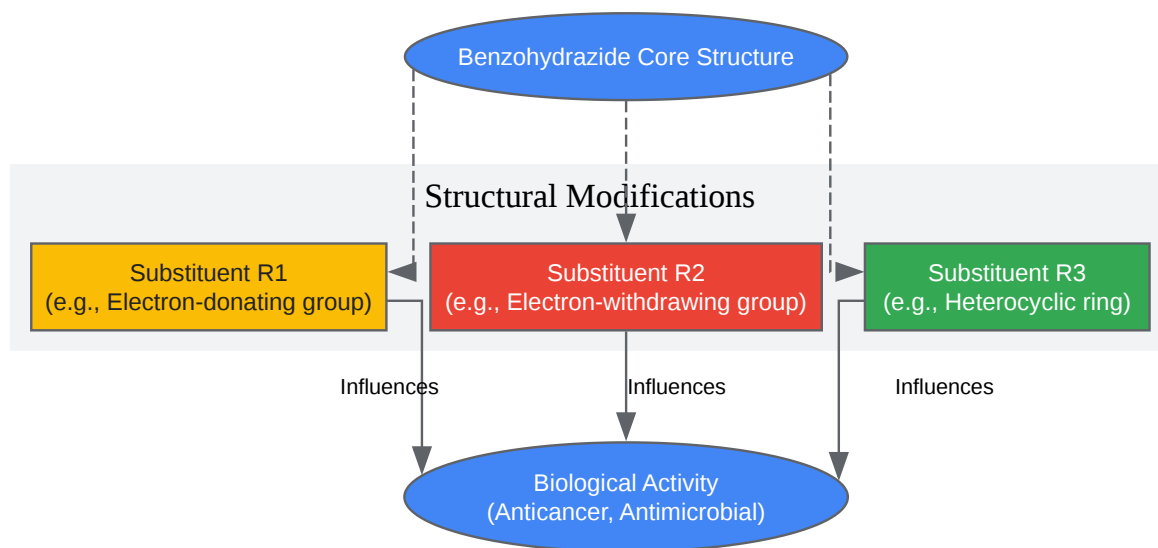 Benzohydrazide Core Structure
Structural Modifications
Substituent R1
(e.g., Electron-donating group)
Substituent R2
(e.g., Electron-withdrawing group)
Substituent R3
(e.g., Heterocyclic ring)
Influences
Influences
Influences
Biological Activity
(Anticancer, Antimicrobial)